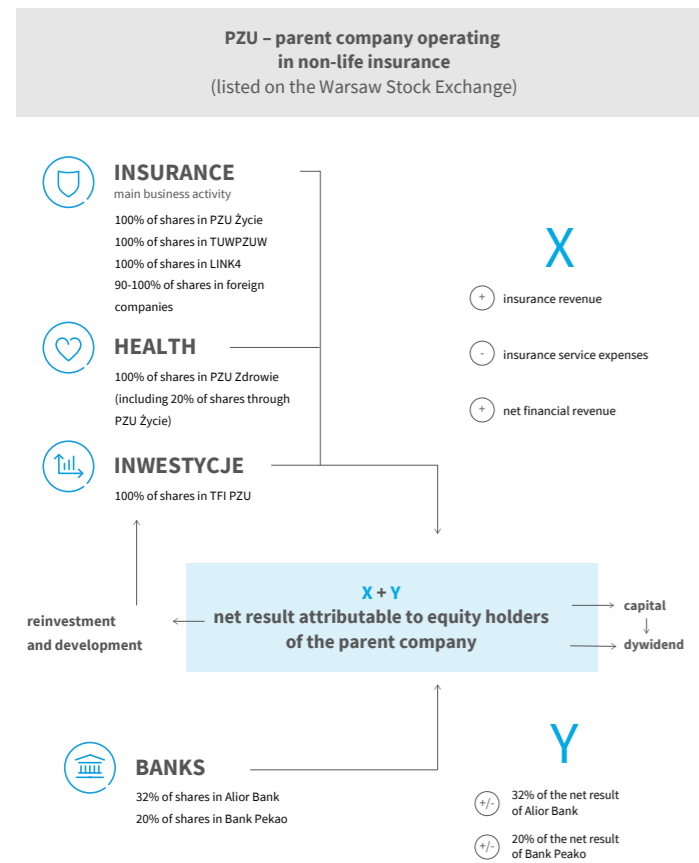 PZU – parent company operating
in non-life insurance
(listed on the Warsaw Stock Exchange)
INSURANCE
main business activity
100% of shares in PZU Życie
100% of shares in TUWPZUW
100% of shares in LINK4
90-100% of shares in foreign
companies
HEALTH
100% of shares in PZU Zdrowie
(including 20% of shares through
PZU Życie)
INWESTYCJE
100% of shares in TFI PZU
X
+ insurance revenue
- insurance service expenses
+ net financial revenue
X + Y
net result attributable to equity holders
of the parent company
reinvestment
and development
capital
dywidend
BANKS
32% of shares in Alior Bank
20% of shares in Bank Pekao
Y
+/- 32% of the net result
of Alior Bank
+/- 20% of the net result
of Bank Peako